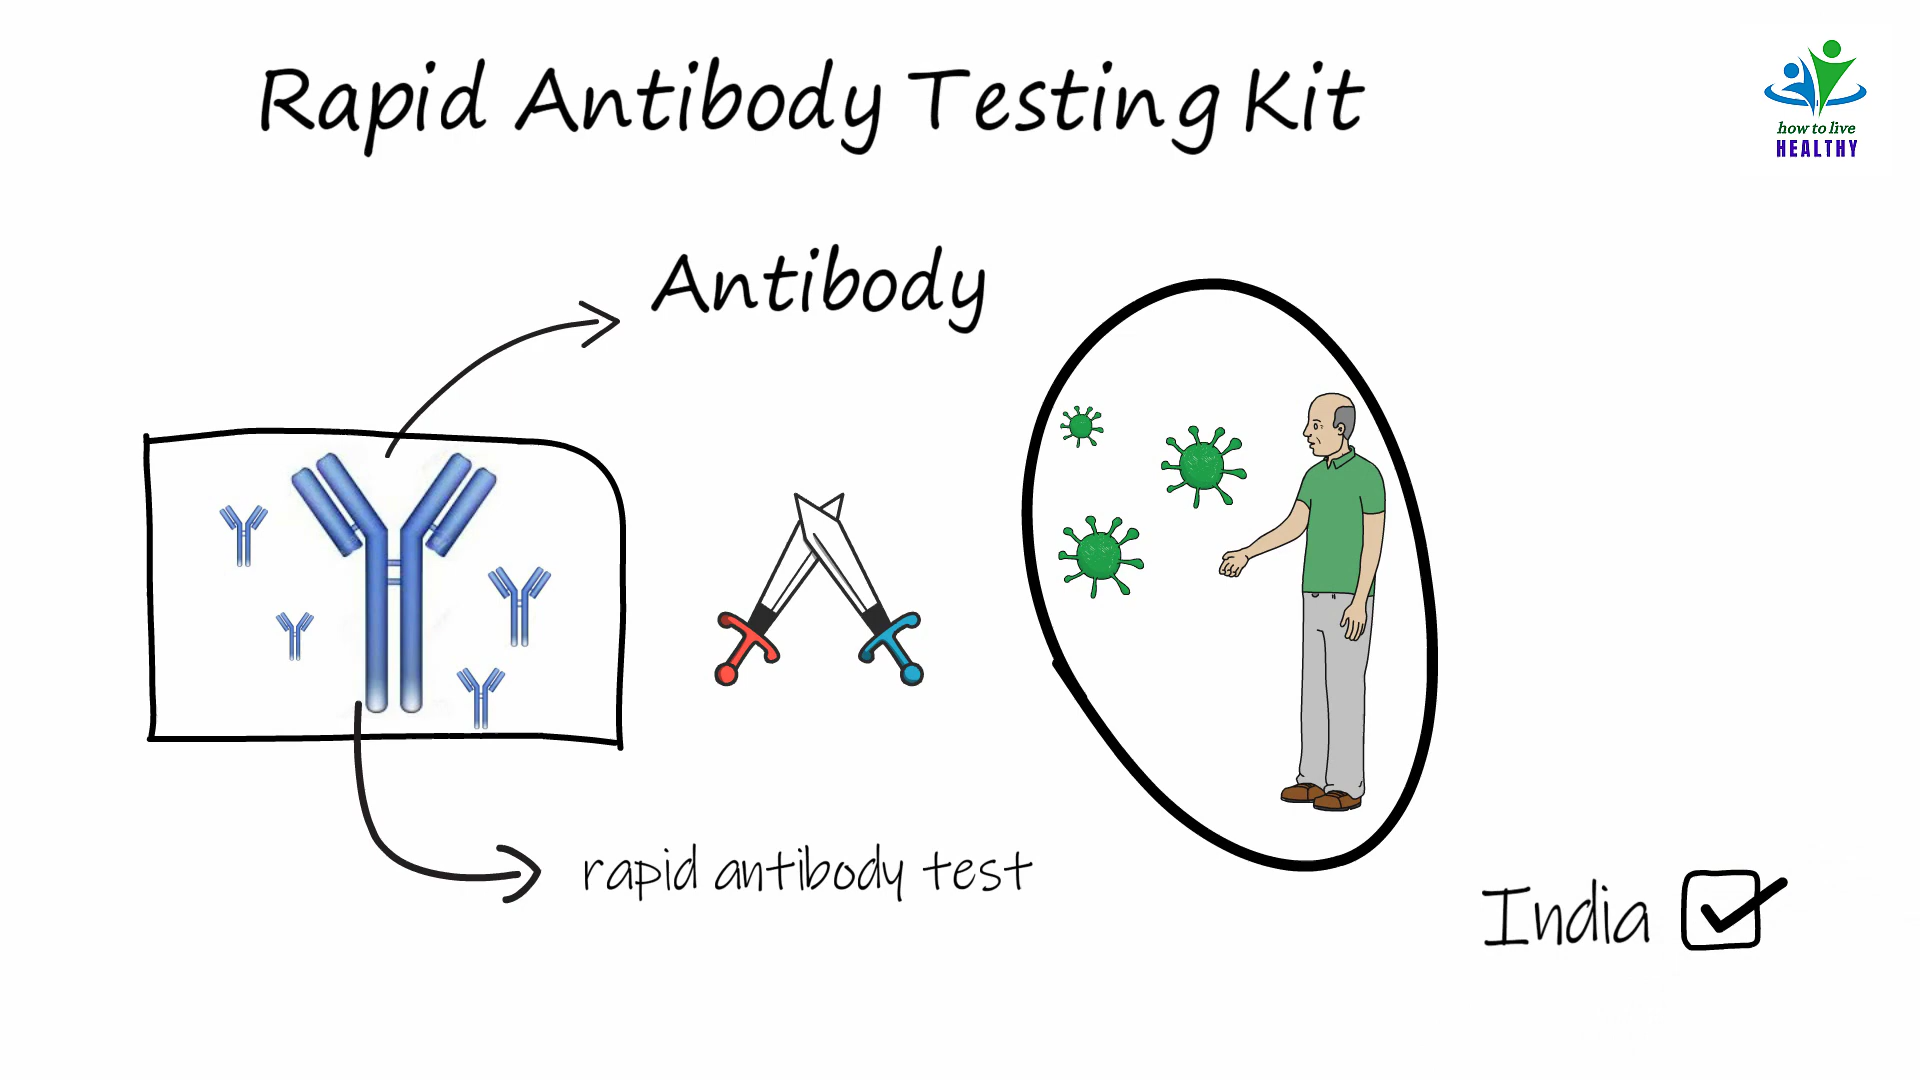 Rapid Antibody Testing Kit
how to live
HEALTHY
Antibody
rapid antibody test
India